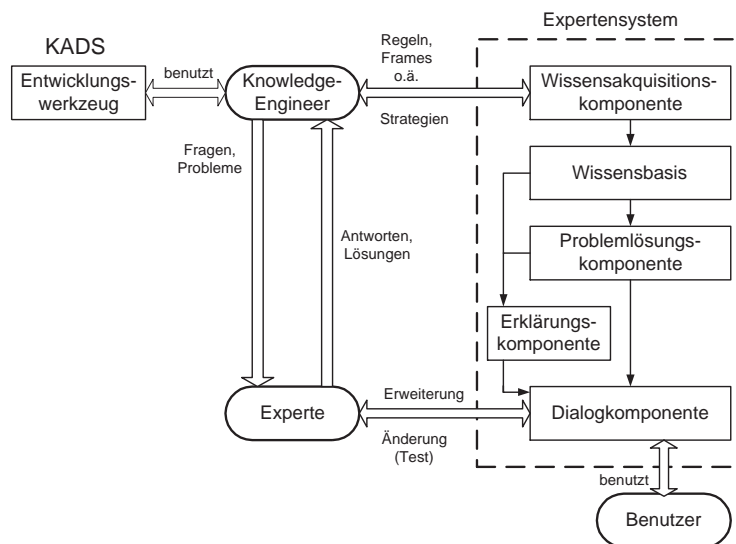 Expertensystem
KADS
Entwicklungs-
werkzeug
benutzt
Knowledge-
Engineer
Regeln,
Frames
o.ä.
Strategien
Wissensakquisitions-
komponente
Fragen,
Probleme
Wissensbasis
Antworten,
Lösungen
Problemlösungs-
komponente
Erklärungs-
komponente
Experte
Erweiterung
Änderung
(Test)
Dialogkomponente
benutzt
Benutzer